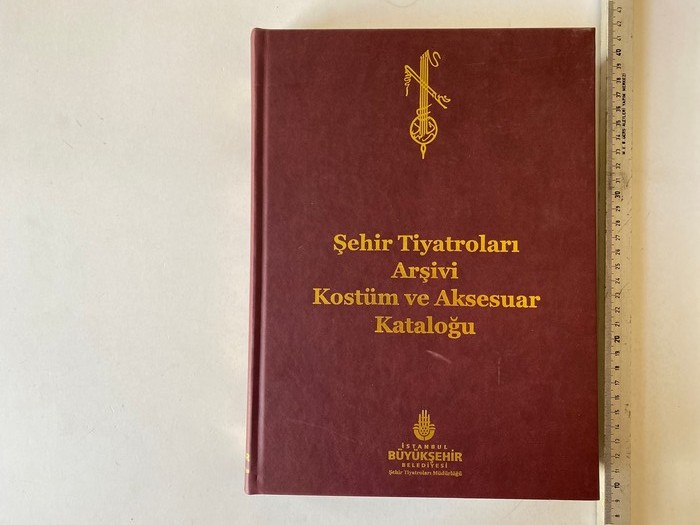 Şehir Tiyatroları
Arşivi
Kostüm ve Aksesuar
Kataloğu
İSTANBUL
BÜYÜKŞEHİR
BELEDİYESİ
Şehir Tiyatroları Müdürlüğü